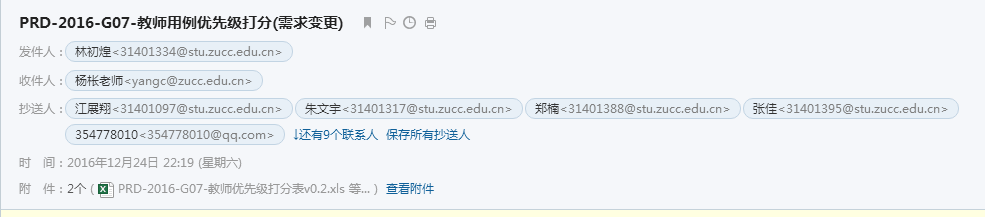 PRD-2016-G07-教师用例优先级打分(需求变更)
发件人：林初煌<31401334@stu.zucc.edu.cn>
收件人：杨枨老师<yangc@zucc.edu.cn>
抄送人：江展翔<31401097@stu.zucc.edu.cn> 朱文宇<31401317@stu.zucc.edu.cn> 郑楠<31401388@stu.zucc.edu.cn> 张佳<31401395@stu.zucc.edu.cn>
354778010<354778010@qq.com> ↓还有9个联系人 保存所有抄送人
时 间：2016年12月24日 22:19 (星期六)
附 件：2个 ( PRD-2016-G07-教师优先级打分表v0.2.xls 等... ) 查看附件